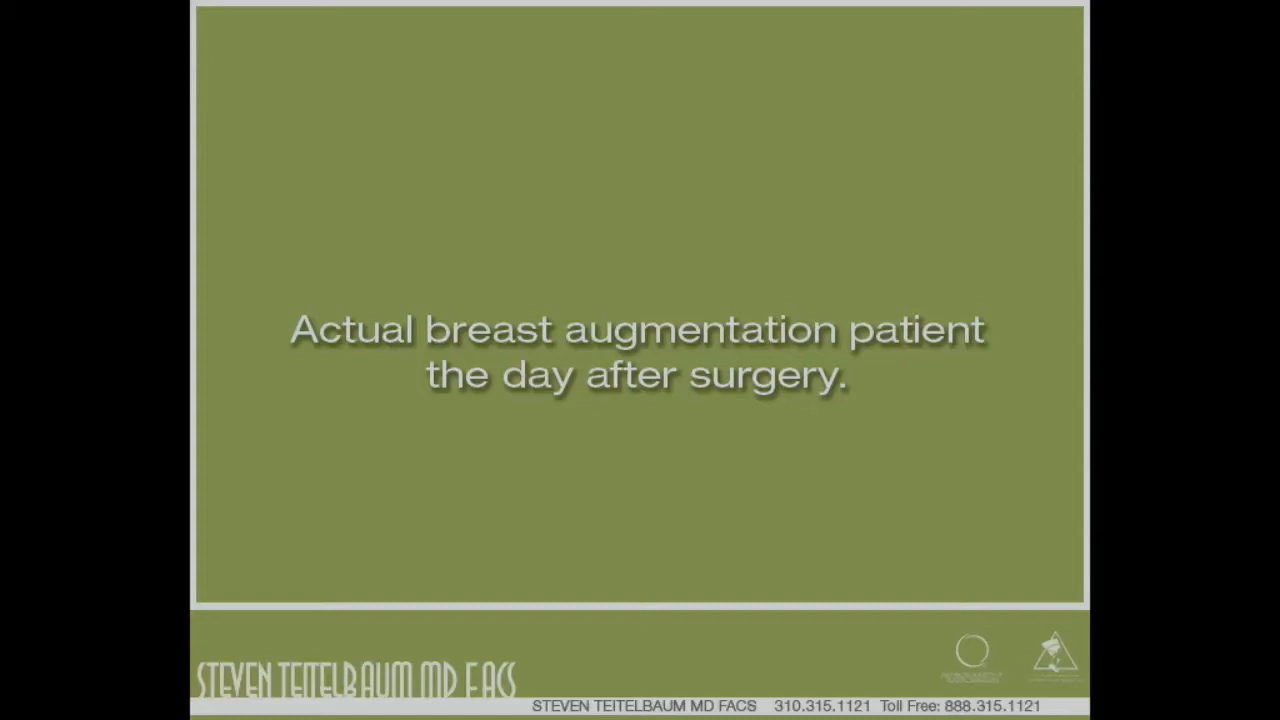 Actual breast augmentation patient
the day after surgery.
STEVEN TEITELBAUM MD FACS
STEVEN TEITELBAUM MD FACS 310.315.1121 Toll Free: 888.315.1121